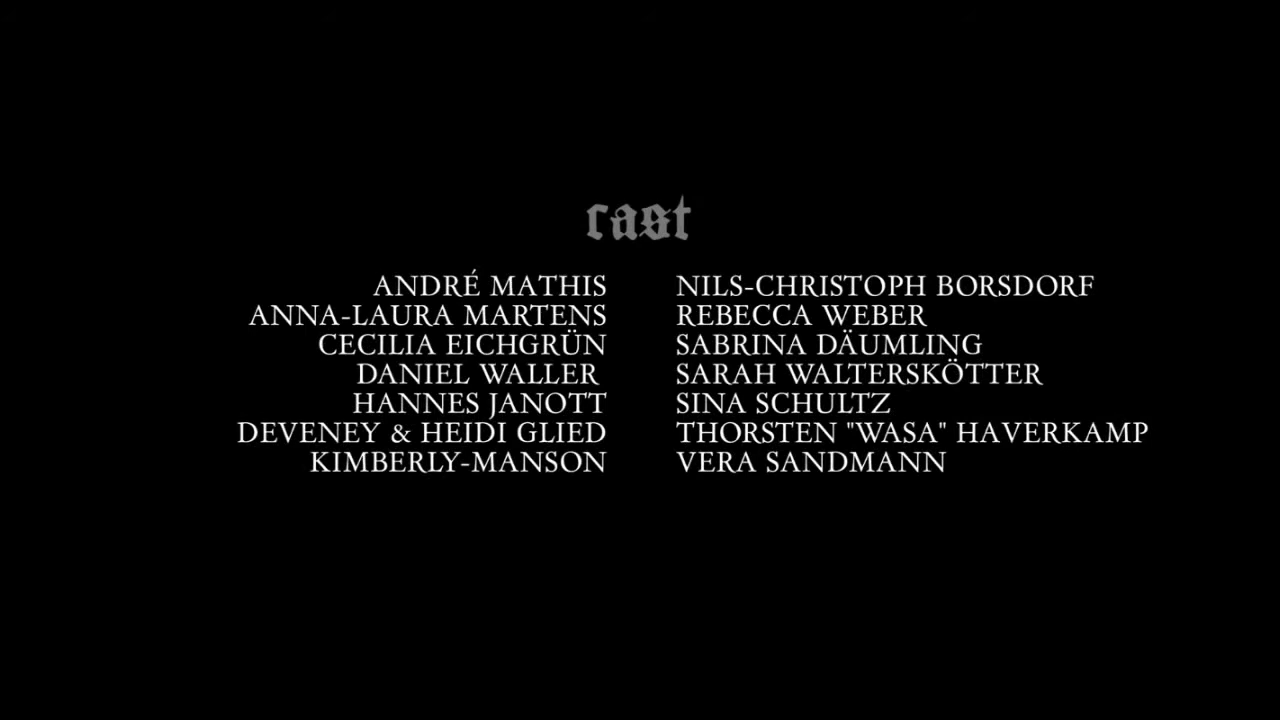 cast
ANDRÉ MATHIS
ANNA-LAURA MARTENS
CECILIA EICHGRÜN
DANIEL WALLER
HANNES JANOTT
DEVENEY & HEIDI GLIED
KIMBERLY-MANSON
NILS-CHRISTOPH BORSDORF
REBECCA WEBER
SABRINA DÄUMLING
SARAH WALTERSKÖTTER
SINA SCHULTZ
THORSTEN "WASA" HAVERKAMP
VERA SANDMANN